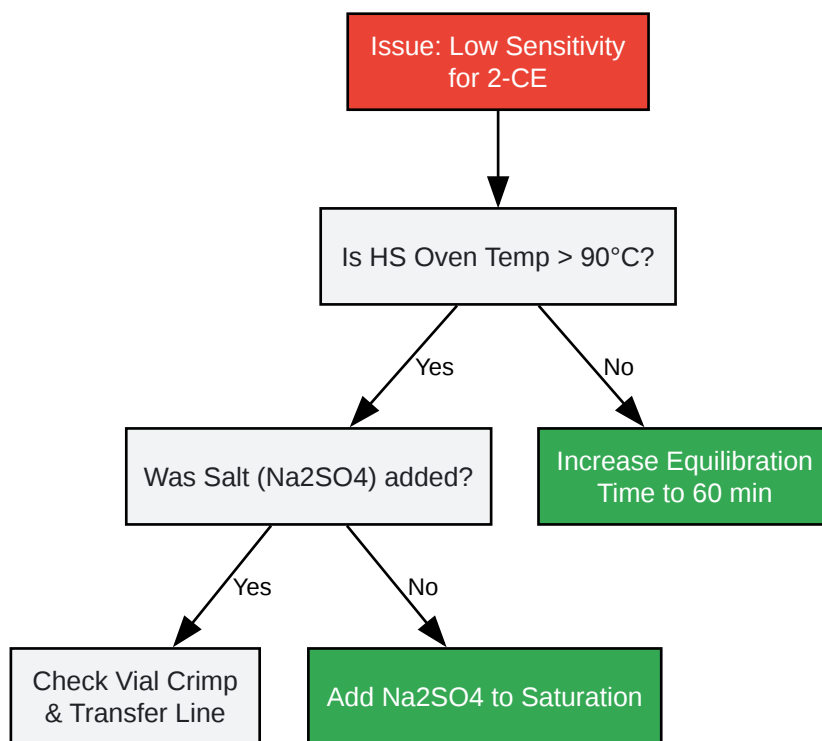 Issue: Low Sensitivity
for 2-CE
Is HS Oven Temp > 90°C?
Yes
No
Was Salt (Na2SO4) added?
Increase Equilibration
Time to 60 min
Yes
No
Check Vial Crimp
& Transfer Line
Add Na2SO4 to Saturation